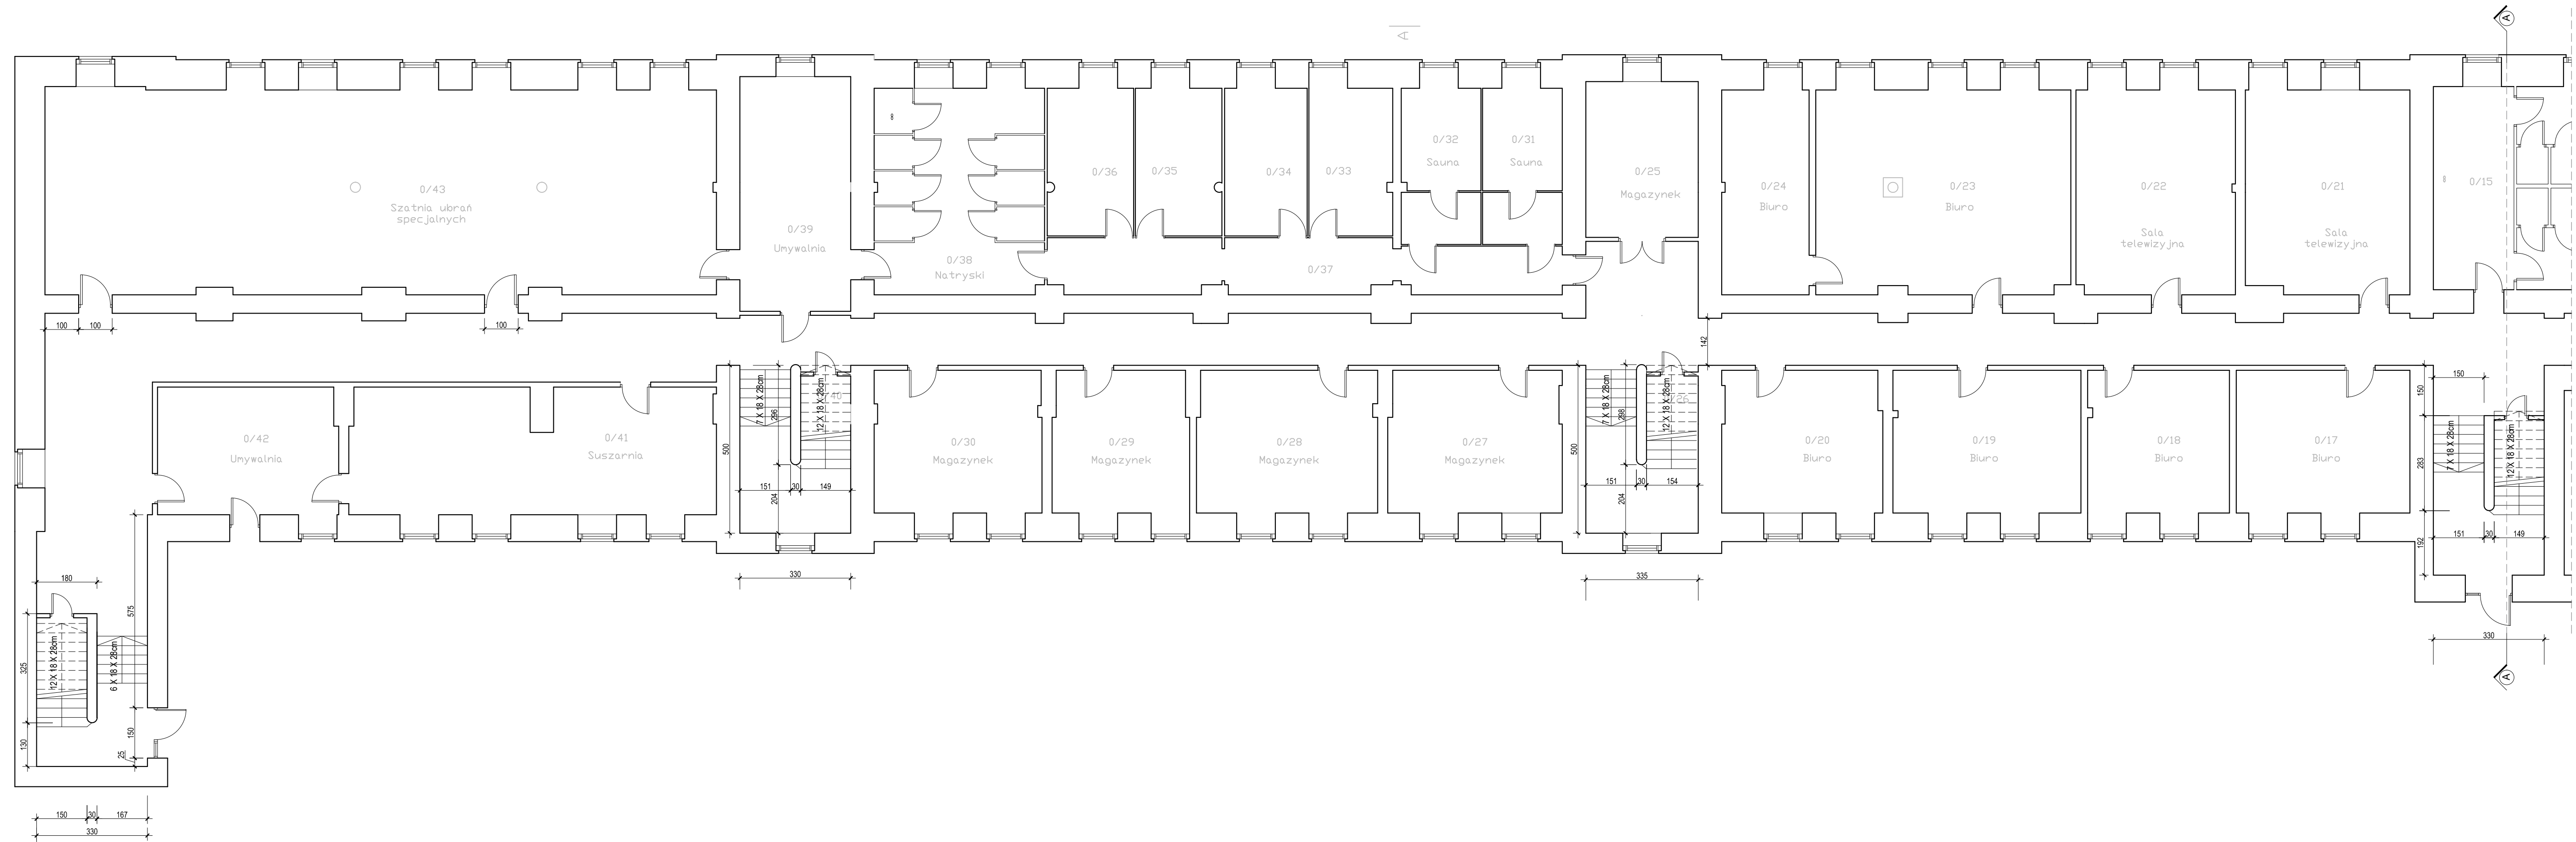 A
A
0/43
Szatnia ubrań
specjalnych
0/39
Umywalnia
0/38
Natryski
0/36
0/35
0/34
0/33
0/32
Sauna
0/31
Sauna
0/37
0/25
Magazynek
0/24
Biuro
0/23
Biuro
0/22
Sala
telewizyjna
0/21
Sala
telewizyjna
0/15
100
100
100
142
0/42
Umywalnia
0/41
Suszarnia
7 X 18 X 28cm
296
12 X 18 X 28cm
40
500
151
30
149
204
330
0/30
Magazynek
0/29
Magazynek
0/28
Magazynek
0/27
Magazynek
7 X 18 X 28cm
298
12 X 18 X 28cm
/26
500
151
30
154
204
335
0/20
Biuro
0/19
Biuro
0/18
Biuro
0/17
Biuro
150
150
283
7 X 18 X 28cm
12 X 18 X 28cm
192
151
30
149
330
A
180
575
325
12 X 18 X 28cm
6 X 18 X 28cm
130
150
25
150
30
167
330